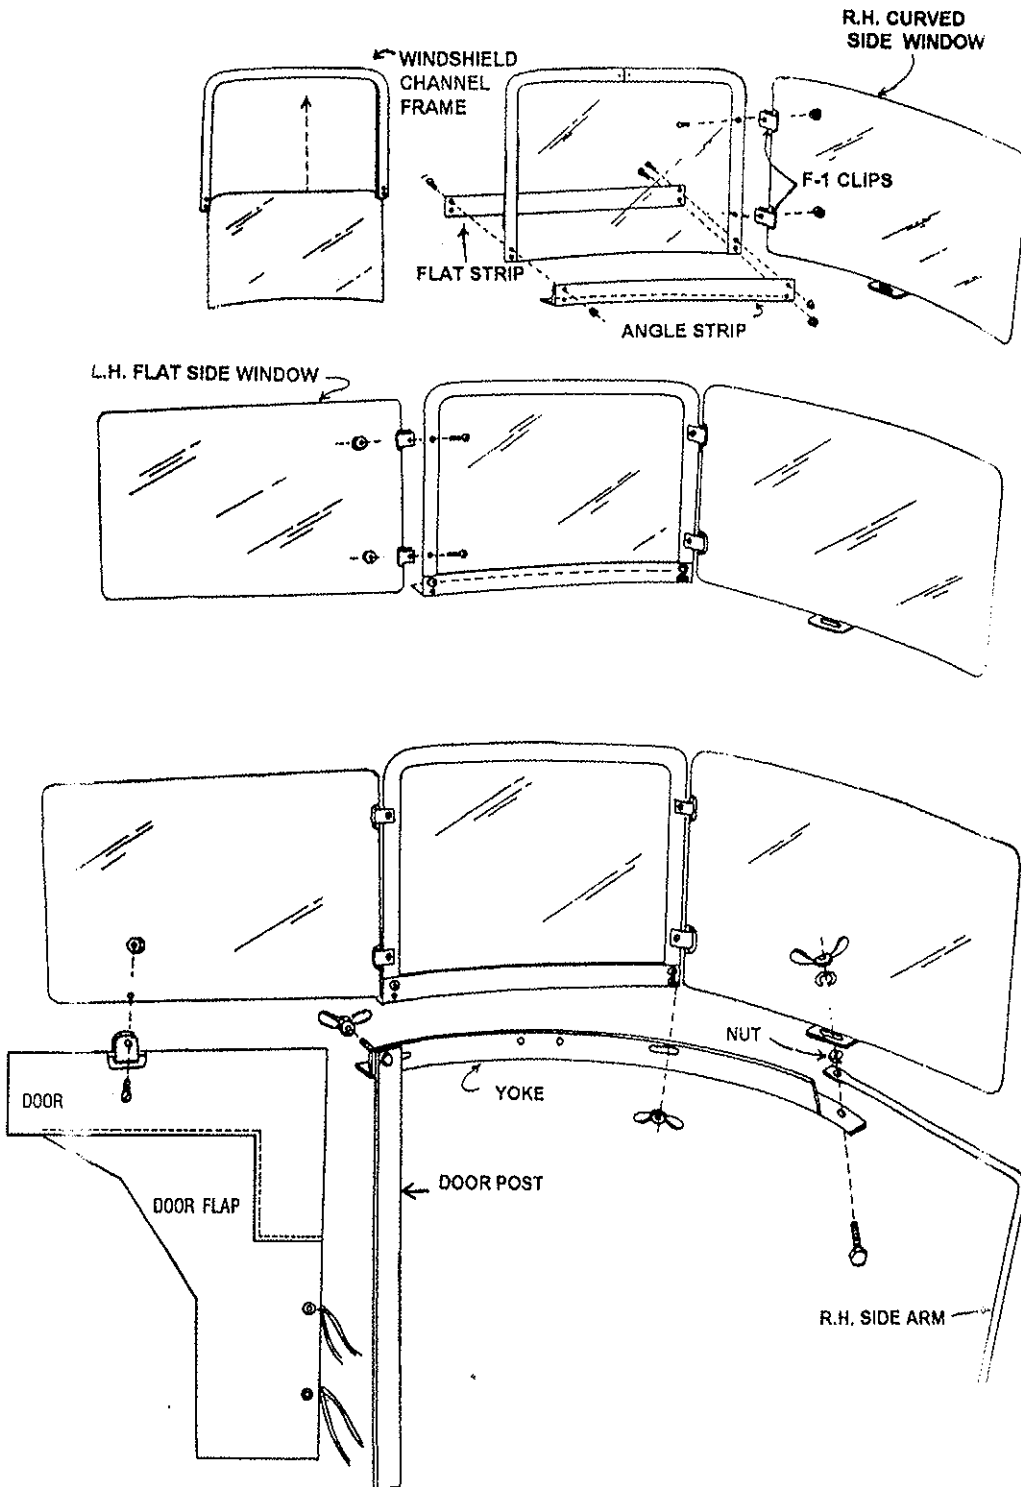 R.H. CURVED
SIDE WINDOW
WINDSHIELD
CHANNEL
FRAME
F-1 CLIPS
FLAT STRIP
ANGLE STRIP
L.H. FLAT SIDE WINDOW
NUT
YOKE
DOOR
DOOR POST
DOOR FLAP
R.H. SIDE ARM